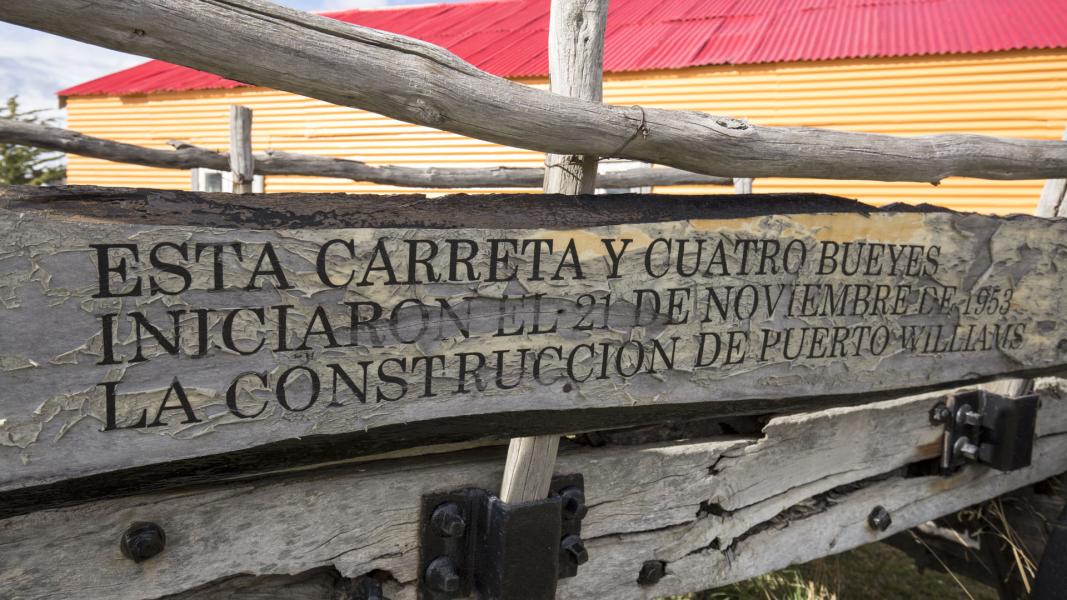 ESTA CARRETA Y CUATRO BUEYES
INICIARON EL 21 DE NOVIEMBRE DE 1953
LA CONSTRUCCION DE PUERTO WILLIAMS